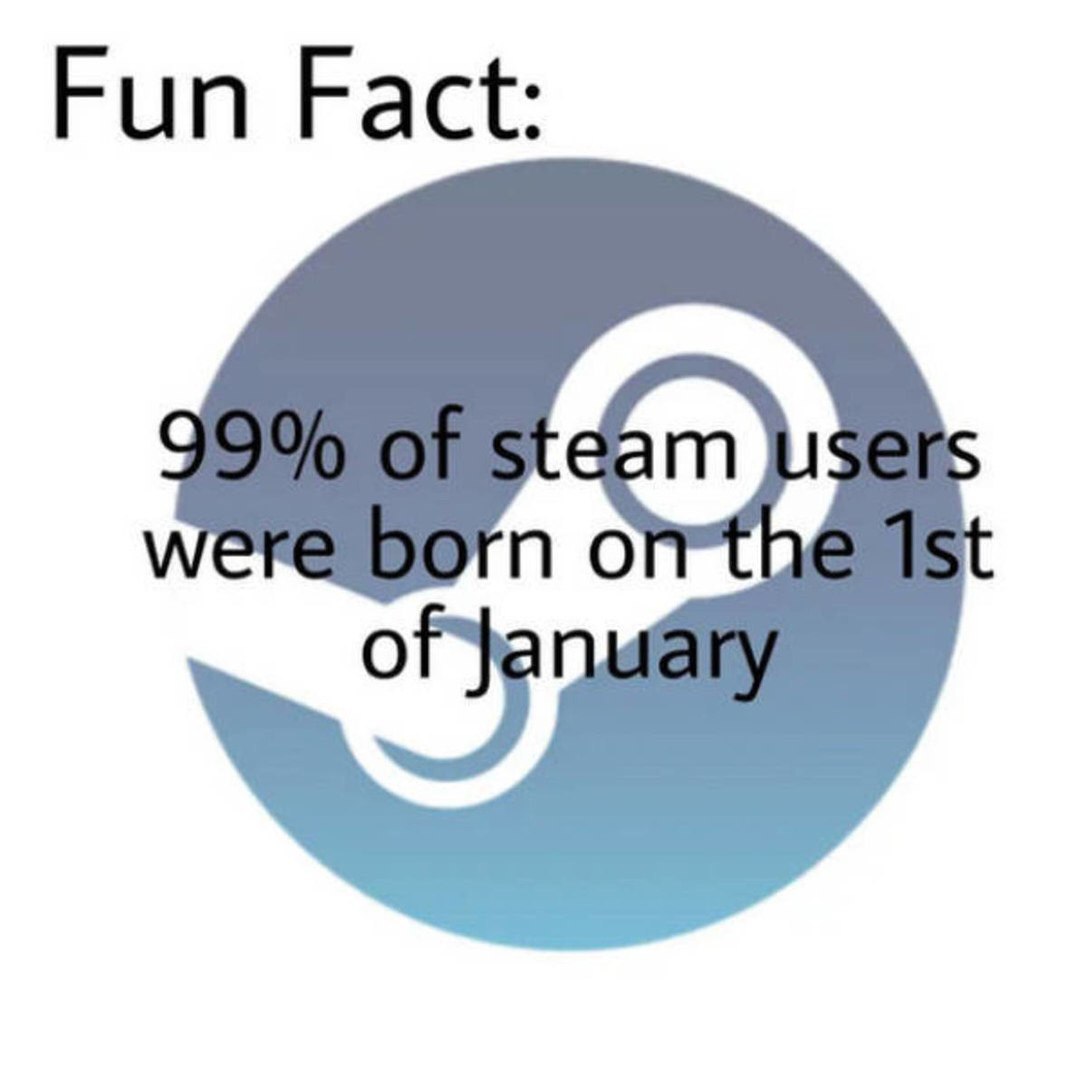 Fun Fact:
99% of steam users
were born on the 1st
of January